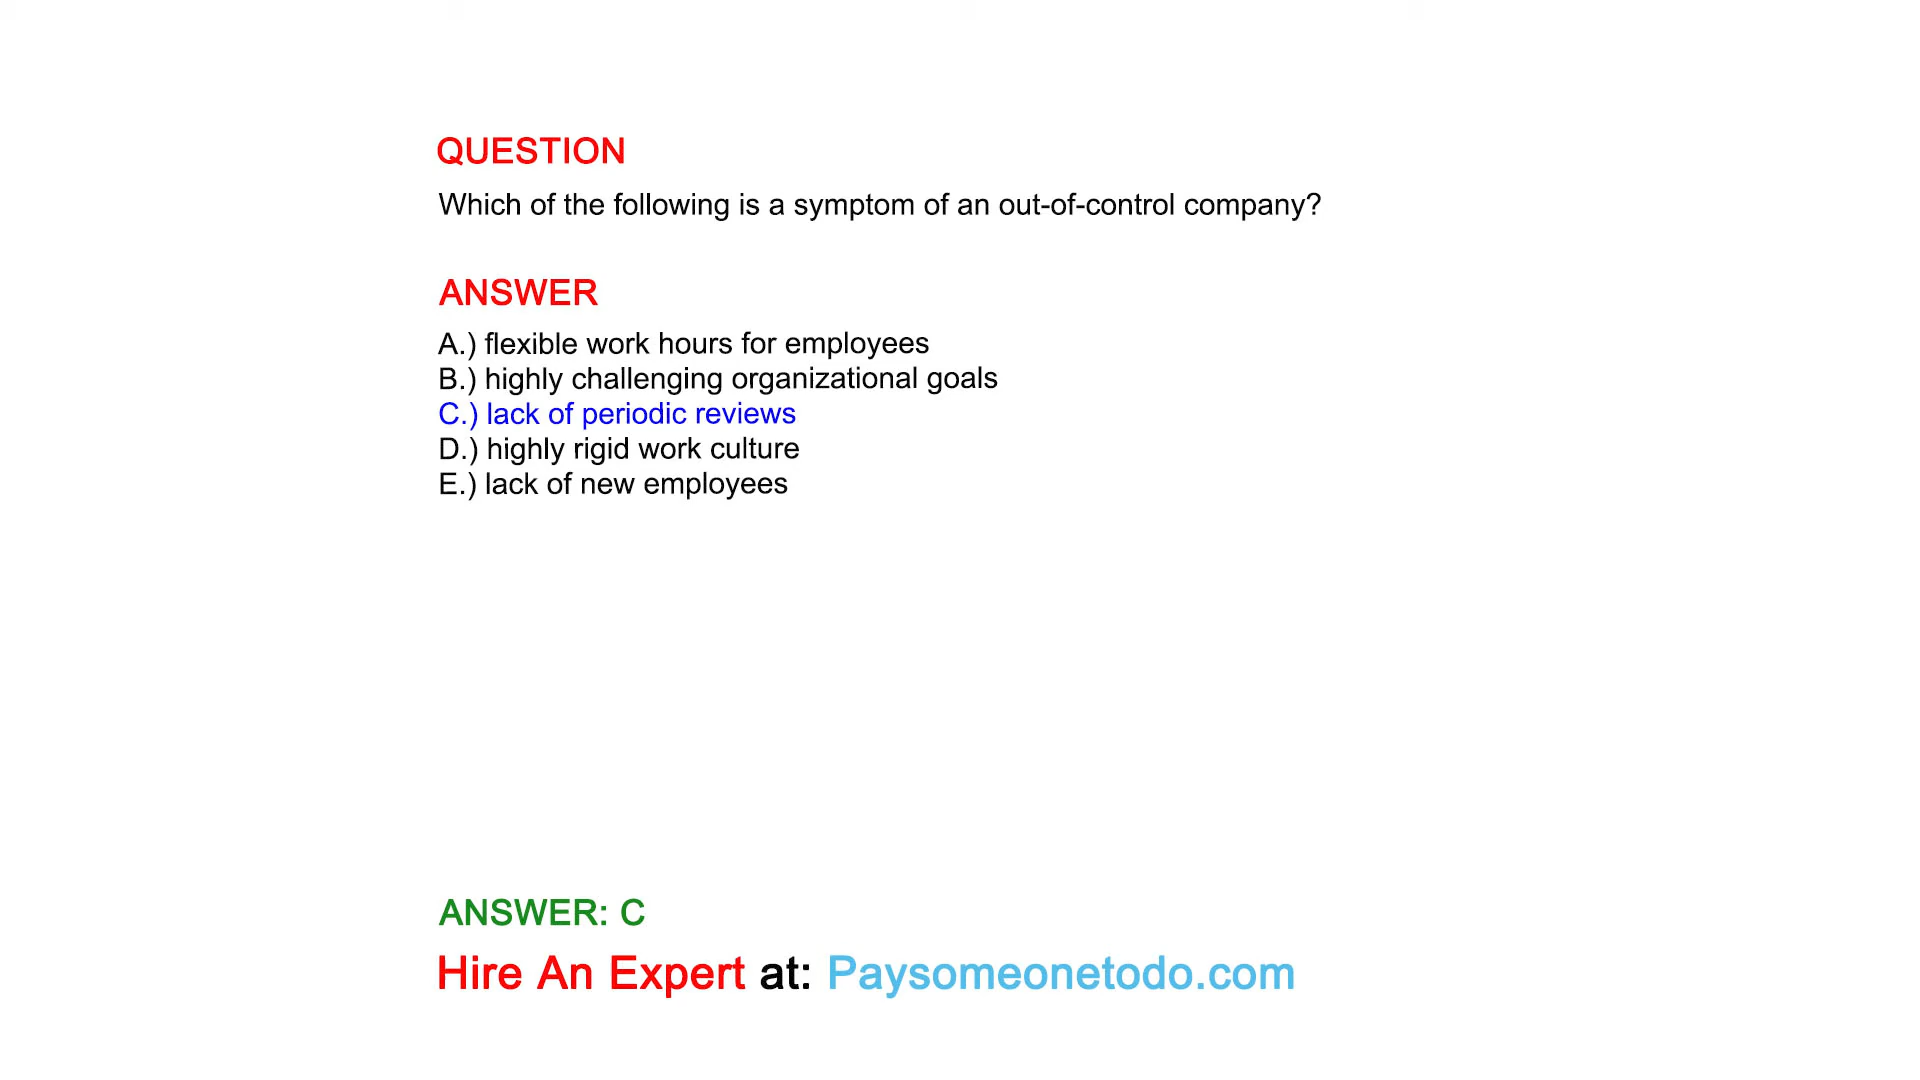 QUESTION
Which of the following is a symptom of an out-of-control company?
ANSWER
A.) flexible work hours for employees
B.) highly challenging organizational goals
C.) lack of periodic reviews
D.) highly rigid work culture
E.) lack of new employees
ANSWER: C
Hire An Expert at: Paysomeonetodo.com